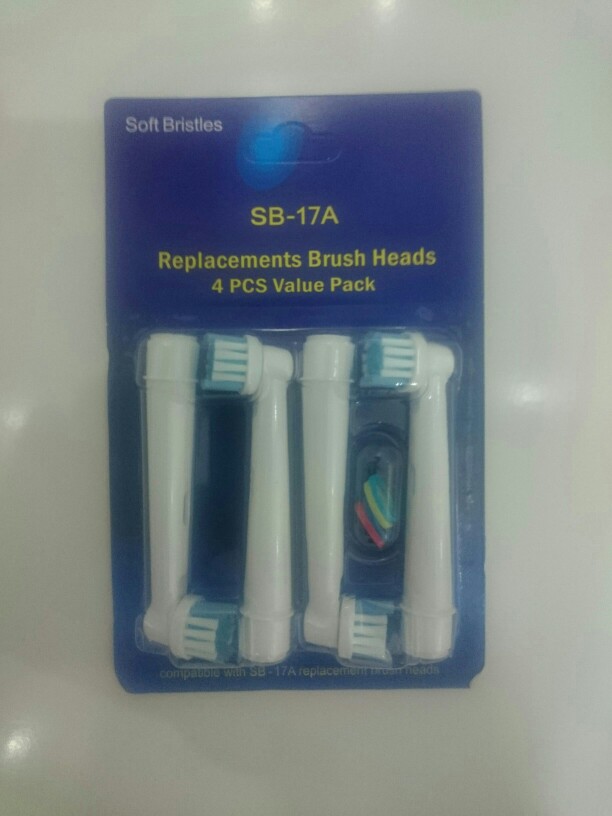 Soft Bristles
SB-17A
Replacements Brush Heads
4 PCS Value Pack
compatible with SB-17A replacement brush heads